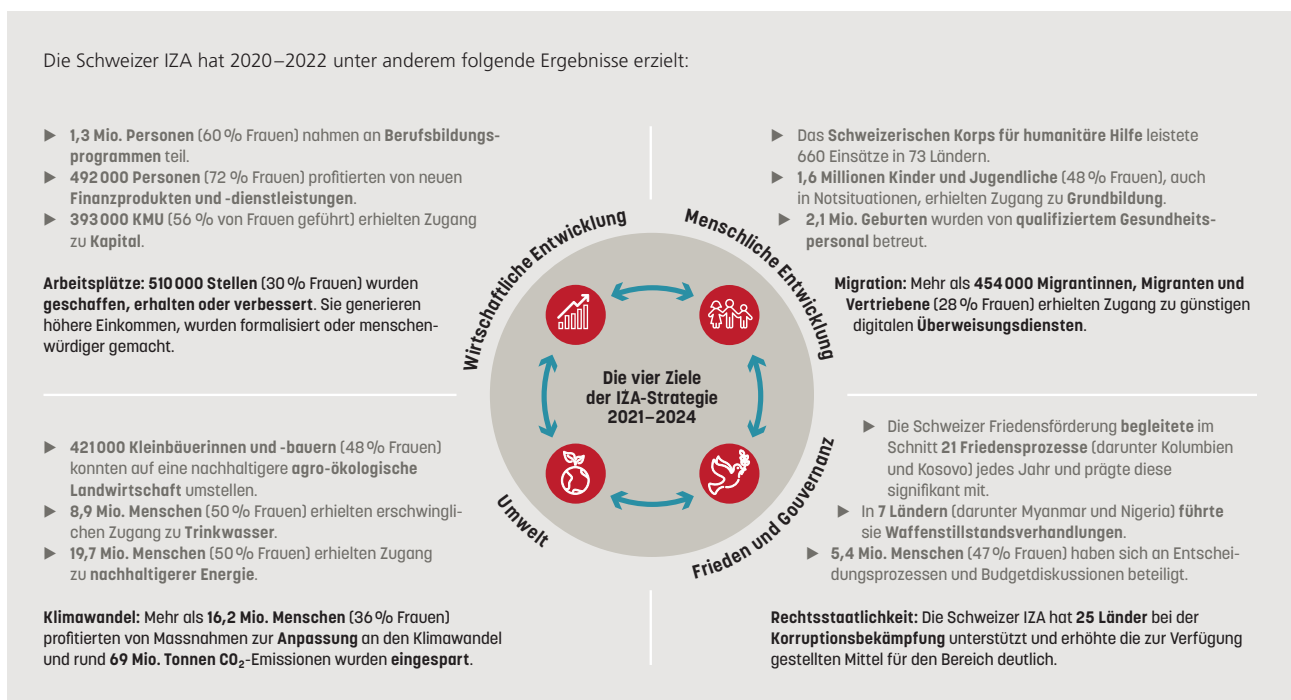 Die Schweizer IZA hat 2020–2022 unter anderem folgende Ergebnisse erzielt:
▶ 1,3 Mio. Personen (60 % Frauen) nahmen an Berufsbildungs-
programmen teil.
▶ 492 000 Personen (72 % Frauen) profitierten von neuen
Finanzprodukten und -dienstleistungen.
▶ 393 000 KMU (56 % von Frauen geführt) erhielten Zugang
zu Kapital.
Arbeitsplätze: 510 000 Stellen (30 % Frauen) wurden
geschaffen, erhalten oder verbessert. Sie generieren
höhere Einkommen, wurden formalisiert oder menschen-
würdiger gemacht.
▶ Das Schweizerischen Korps für humanitäre Hilfe leistete
660 Einsätze in 73 Ländern.
▶ 1,6 Millionen Kinder und Jugendliche (48 % Frauen), auch
in Notsituationen, erhielten Zugang zu Grundbildung.
▶ 2,1 Mio. Geburten wurden von qualifiziertem Gesundheits-
personal betreut.
Migration: Mehr als 454 000 Migrantinnen, Migranten und
Vertriebene (28 % Frauen) erhielten Zugang zu günstigen
digitalen Überweisungsdiensten.
Wirtschaftliche Entwicklung
Menschliche Entwicklung
Die vier Ziele
der IZA-Strategie
2021–2024
Umwelt
Frieden und Gouvernanz
▶ 421 000 Kleinbäuerinnen und -bauern (48 % Frauen)
konnten auf eine nachhaltigere agro-ökologische
Landwirtschaft umstellen.
▶ 8,9 Mio. Menschen (50 % Frauen) erhielten erschwingli-
chen Zugang zu Trinkwasser.
▶ 19,7 Mio. Menschen (50 % Frauen) erhielten Zugang
zu nachhaltigerer Energie.
Klimawandel: Mehr als 16,2 Mio. Menschen (36 % Frauen)
profitierten von Massnahmen zur Anpassung an den Klimawandel
und rund 69 Mio. Tonnen CO₂-Emissionen wurden eingespart.
▶ Die Schweizer Friedensförderung begleitete im
Schnitt 21 Friedensprozesse (darunter Kolumbien
und Kosovo) jedes Jahr und prägte diese
signifikant mit.
▶ In 7 Ländern (darunter Myanmar und Nigeria) führte
sie Waffenstillstandsverhandlungen.
▶ 5,4 Mio. Menschen (47 % Frauen) haben sich an Entschei-
dungsprozessen und Budgetdiskussionen beteiligt.
Rechtsstaatlichkeit: Die Schweizer IZA hat 25 Länder bei der
Korruptionsbekämpfung unterstützt und erhöhte die zur Verfügung
gestellten Mittel für den Bereich deutlich.